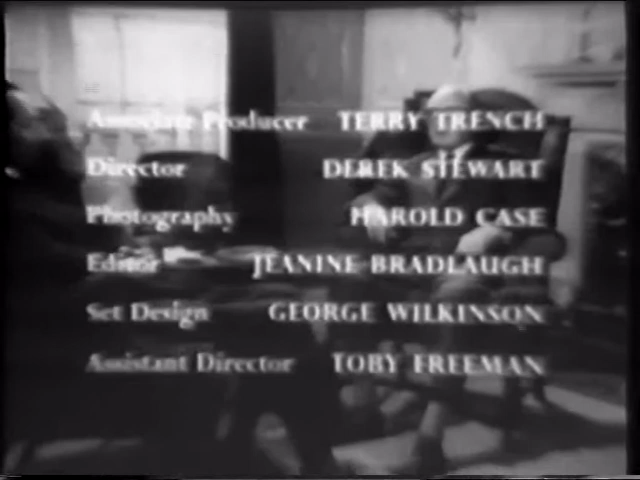 Associate Producer TERRY TRENCH
Director DEREK STEWART
Photography HAROLD CASE
Editor JEANINE BRADLAUGH
Set Design GEORGE WILKINSON
Assistant Director TOBY FREEMAN